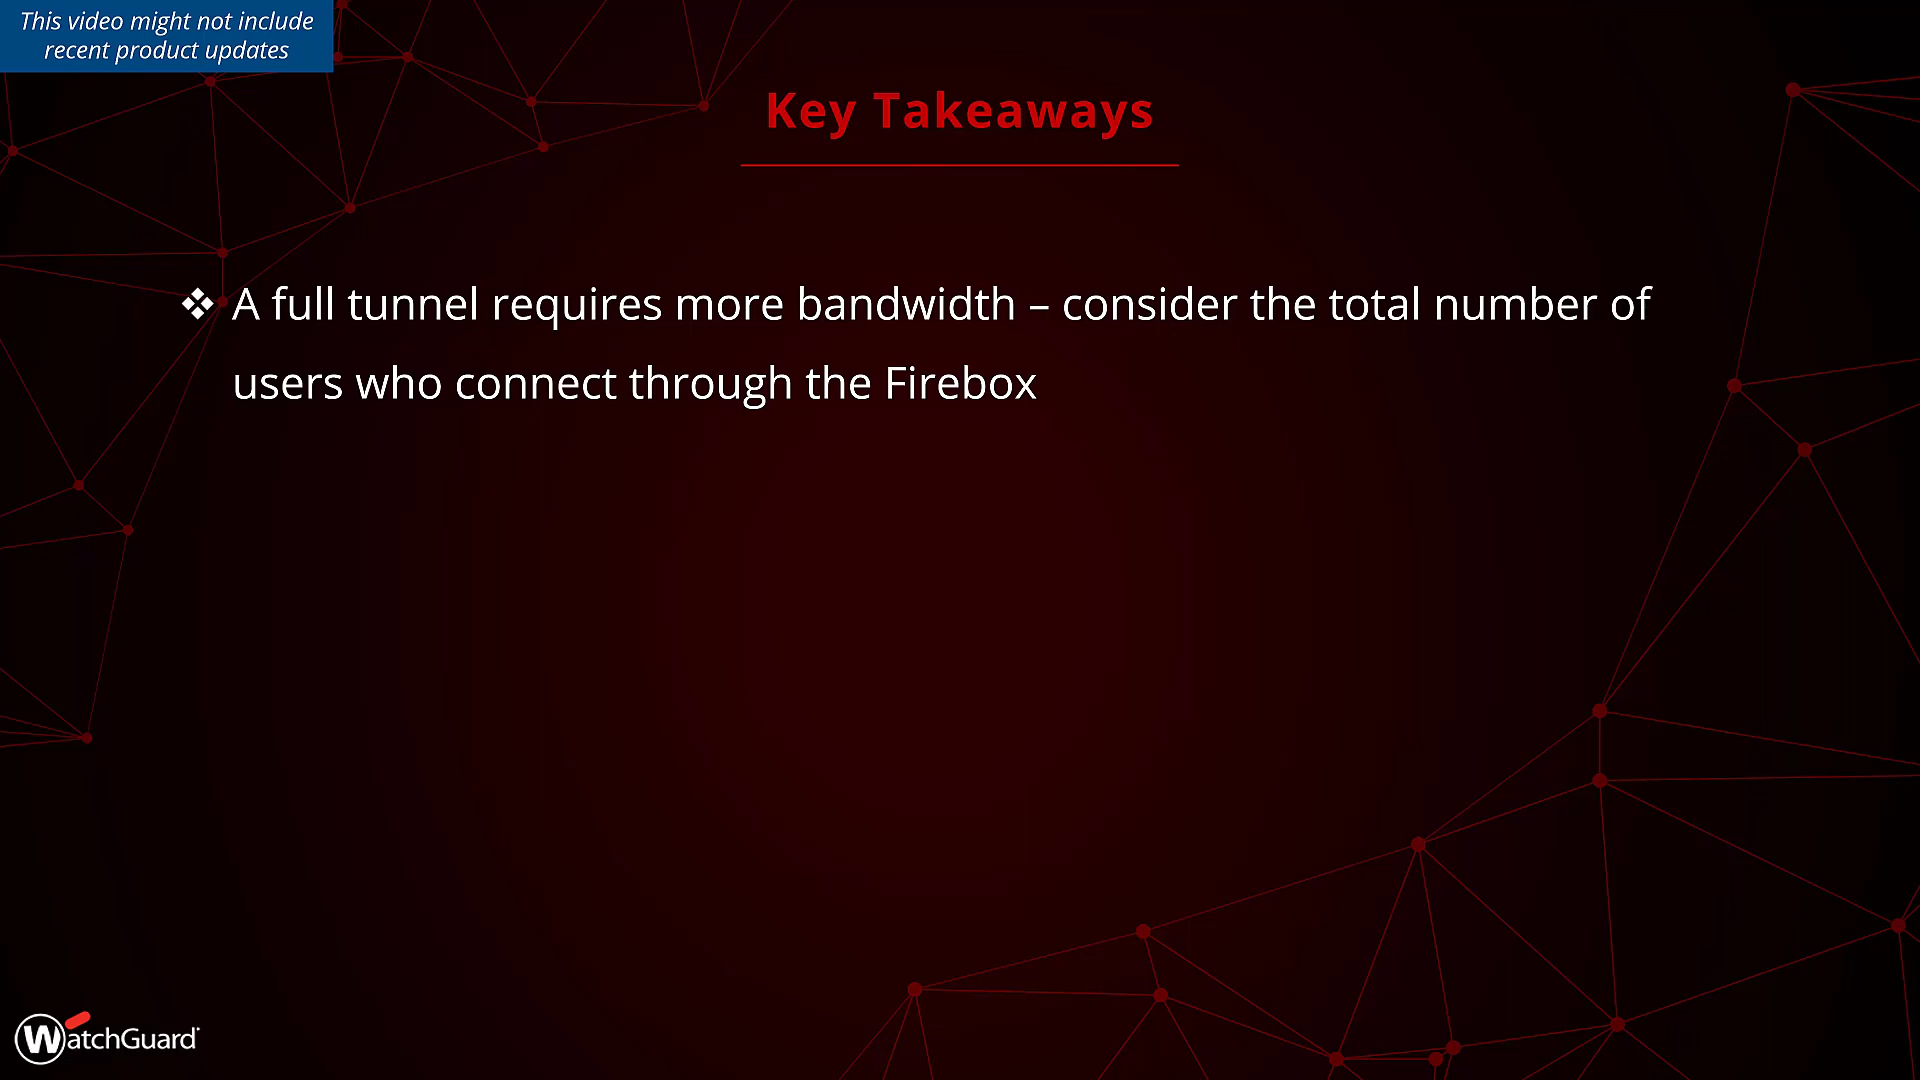 This video might not include
recent product updates
Key Takeaways
❖ A full tunnel requires more bandwidth – consider the total number of
users who connect through the Firebox
WatchGuard